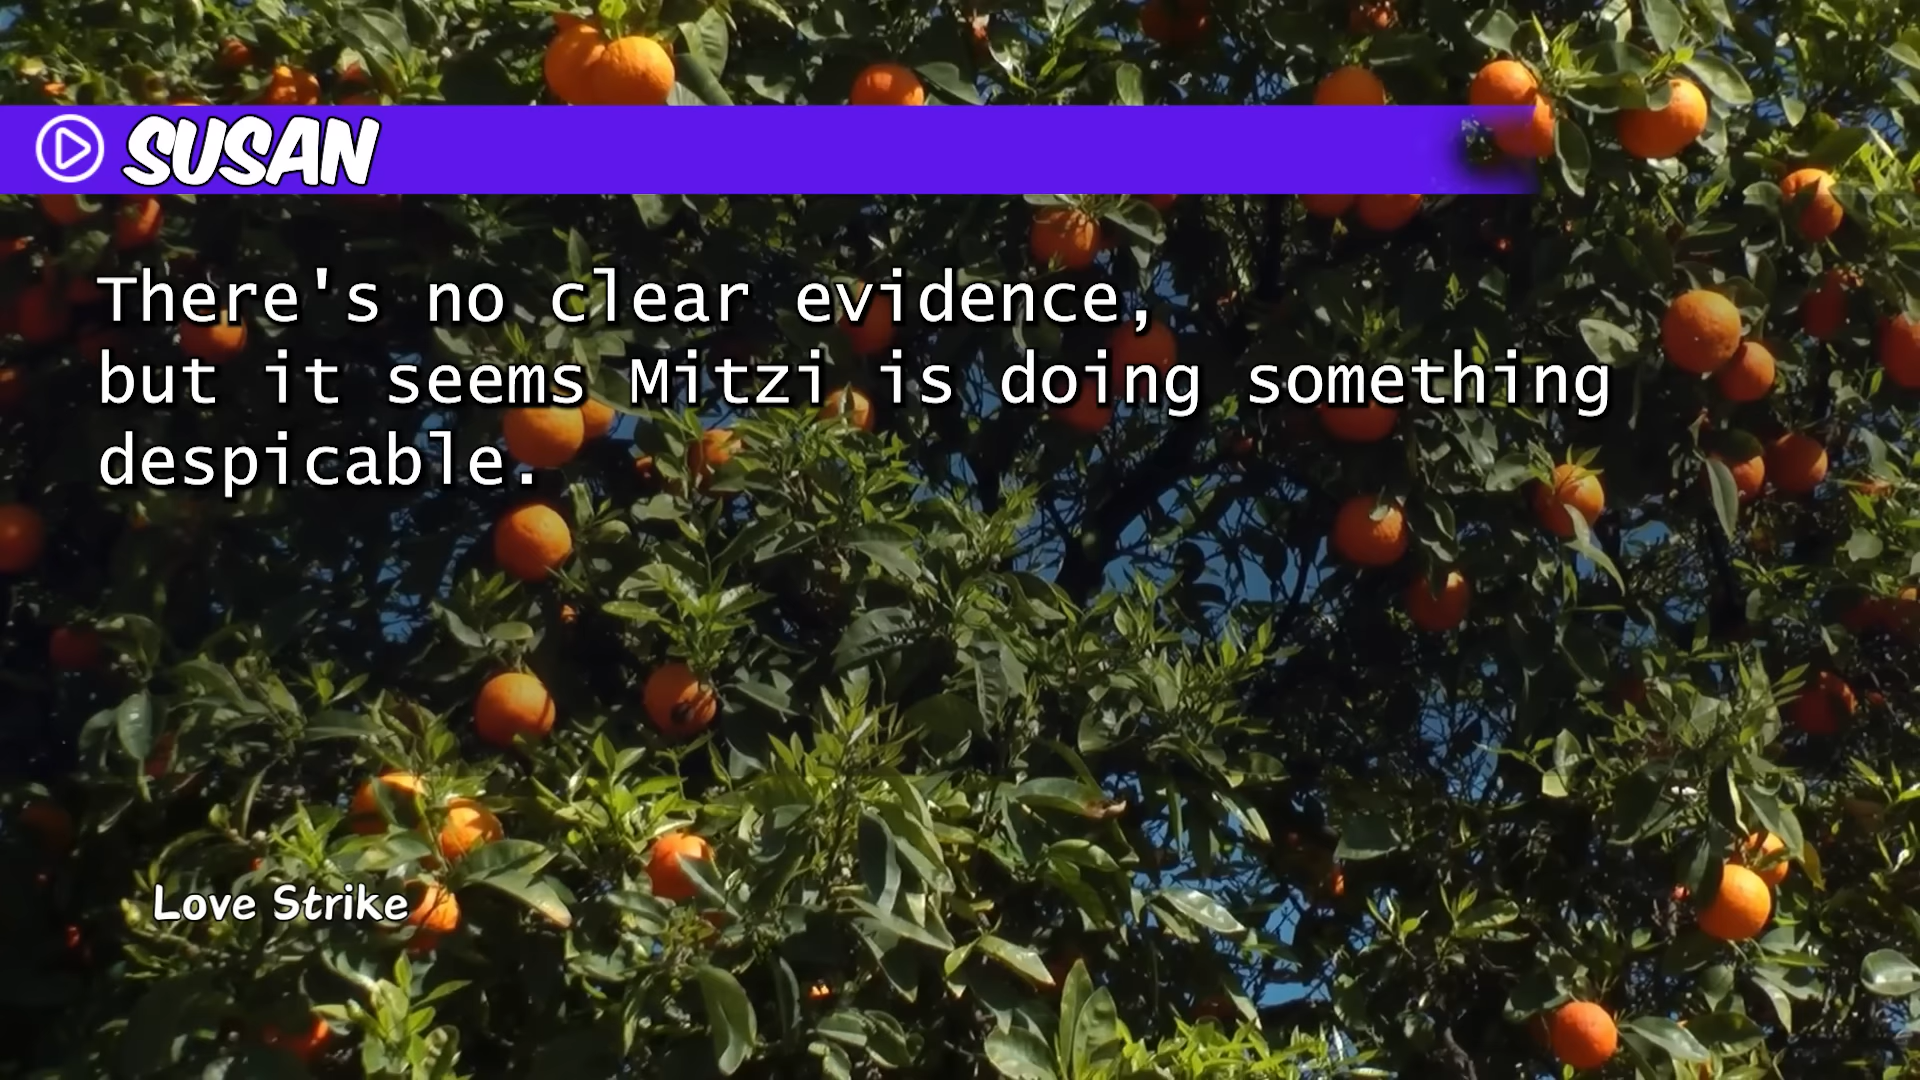 SUSAN
There's no clear evidence,
but it seems Mitzi is doing something
despicable.
Love Strike